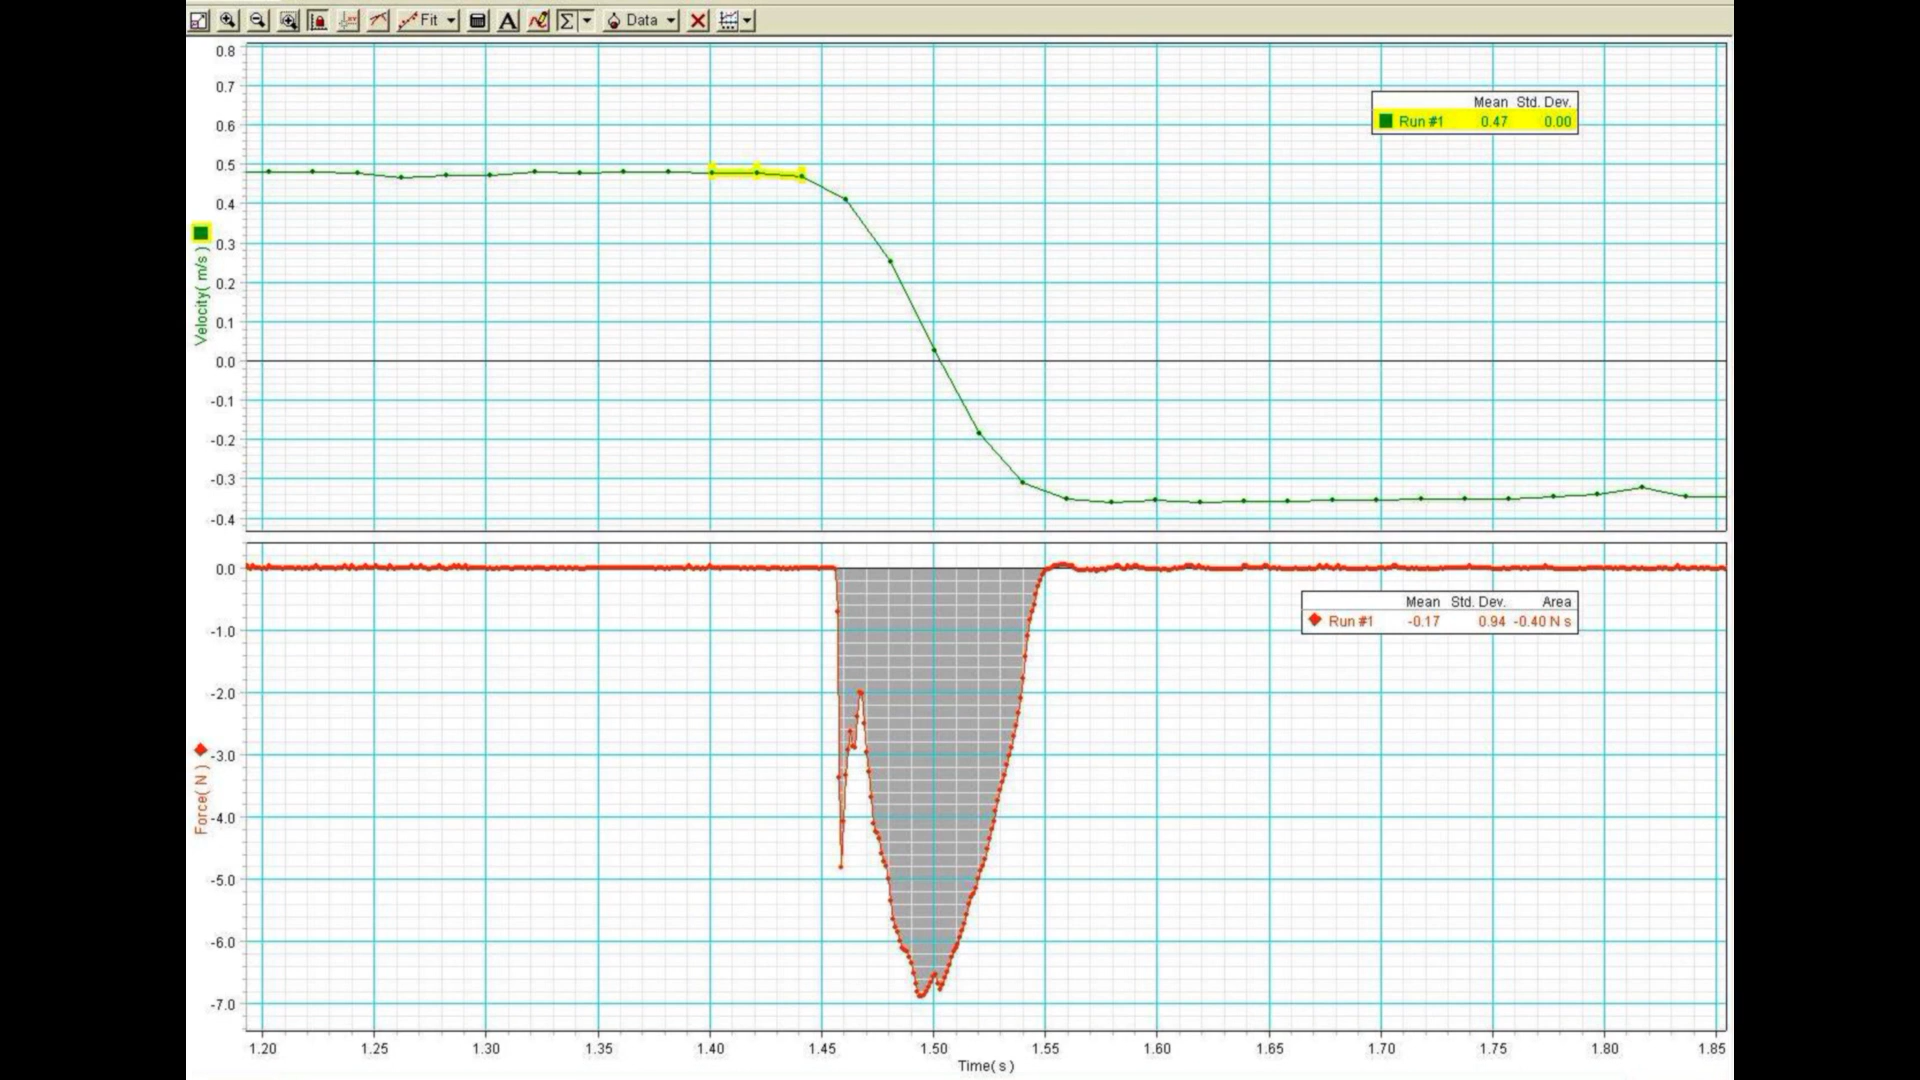 Fit A Σ Data
0.8
0.7
0.6
0.5
0.4
0.3
0.2
0.1
0.0
-0.1
-0.2
-0.3
-0.4
Velocity( m/s )
Mean Std. Dev.
Run #1 0.47 0.00
0.0
-1.0
-2.0
-3.0
-4.0
-5.0
-6.0
-7.0
Force( N )
Mean Std. Dev. Area
Run #1 -0.17 0.94 -0.40 N s
1.20 1.25 1.30 1.35 1.40 1.45 1.50 1.55 1.60 1.65 1.70 1.75 1.80 1.85
Time( s )